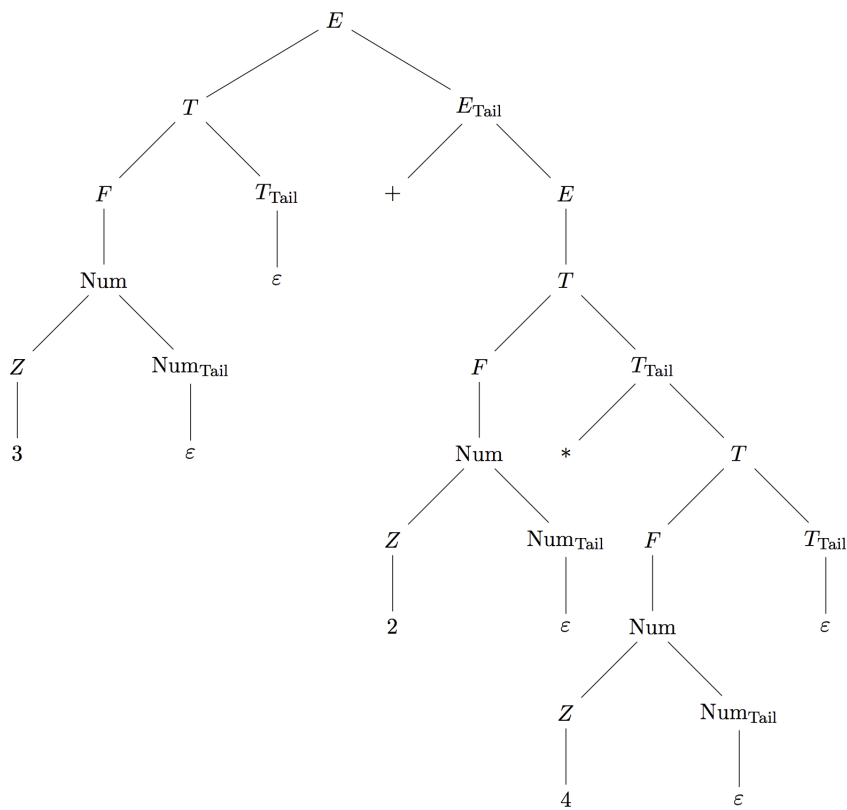 E
T E_Tail
F T_Tail + E
Num ε T
Z Num_Tail F T_Tail
3 ε Num * T
Z Num_Tail F T_Tail
2 ε Num ε
Z Num_Tail
4 ε